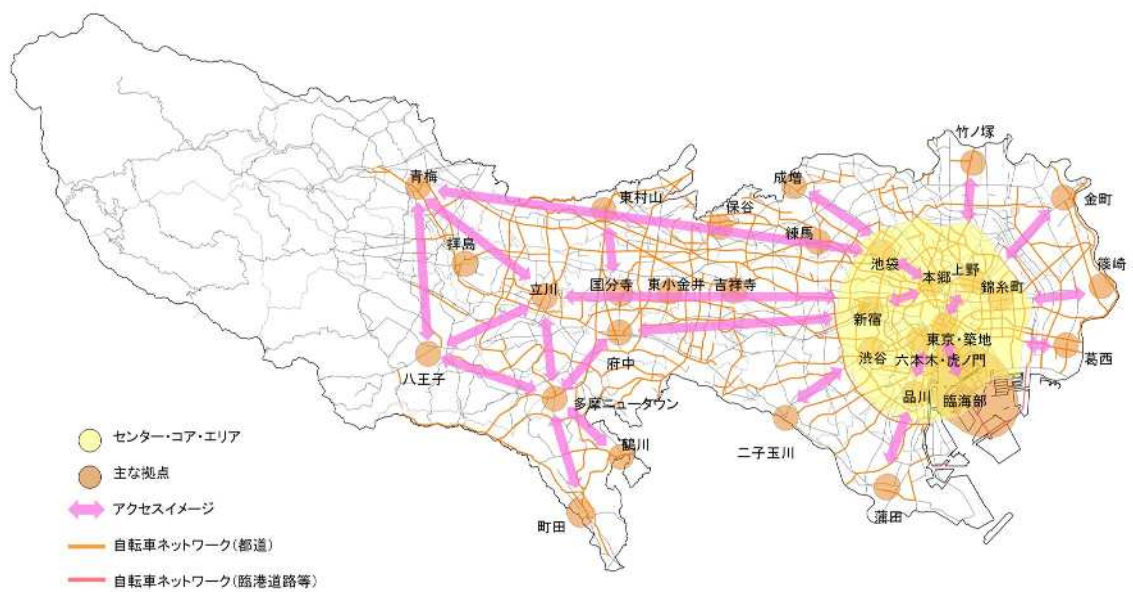 竹ノ塚
青梅
成増
東村山
金町
保谷
練馬
拝島
池袋
上野
本郷
篠崎
立川
国分寺
東小金井
吉祥寺
錦糸町
新宿
東京・築地
府中
渋谷
六本木・虎ノ門
葛西
八王子
多摩ニュータウン
品川
臨海部
鶴川
二子玉川
町田
蒲田
センター・コア・エリア
主な拠点
アクセスイメージ
自転車ネットワーク(都道)
自転車ネットワーク(臨港道路等)